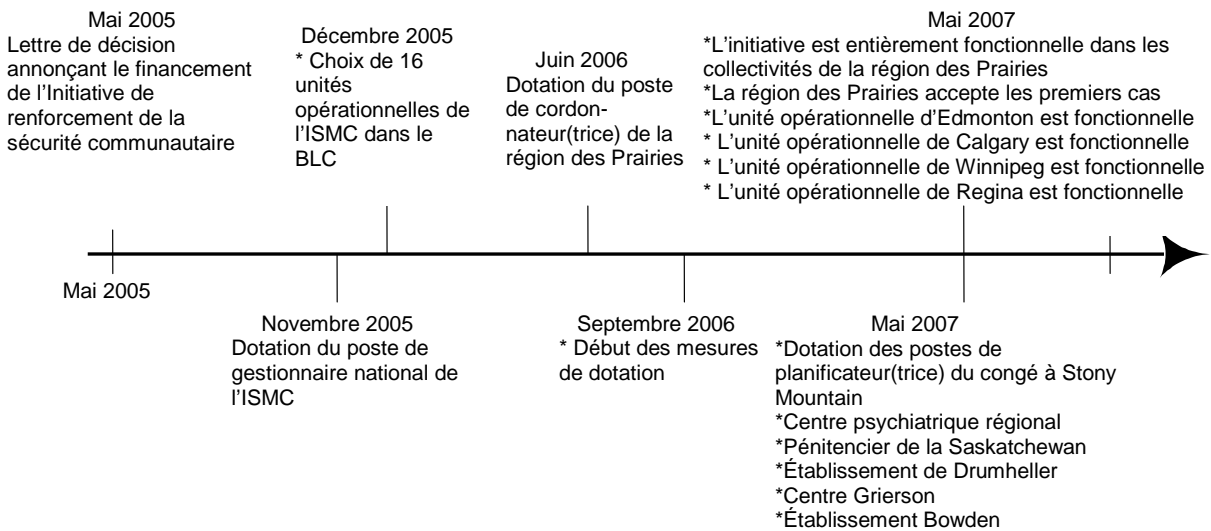 Mai 2005
Lettre de décision
annonçant le financement
de l'Initiative de
renforcement de la
sécurité communautaire
Décembre 2005
* Choix de 16
unités
opérationnelles de
l'ISMC dans le
BLC
Juin 2006
Dotation du poste
de cordon-
nateur(trice) de la
région des Prairies
Mai 2007
*L'initiative est entièrement fonctionnelle dans les
collectivités de la région des Prairies
*La région des Prairies accepte les premiers cas
*L'unité opérationnelle d'Edmonton est fonctionnelle
* L'unité opérationnelle de Calgary est fonctionnelle
* L'unité opérationnelle de Winnipeg est fonctionnelle
* L'unité opérationnelle de Regina est fonctionnelle
Mai 2005
Novembre 2005
Dotation du poste de
gestionnaire national de
l'ISMC
Septembre 2006
* Début des mesures
de dotation
Mai 2007
*Dotation des postes de
planificateur(trice) du congé à Stony
Mountain
*Centre psychiatrique régional
*Pénitencier de la Saskatchewan
*Établissement de Drumheller
*Centre Grierson
*Établissement Bowden